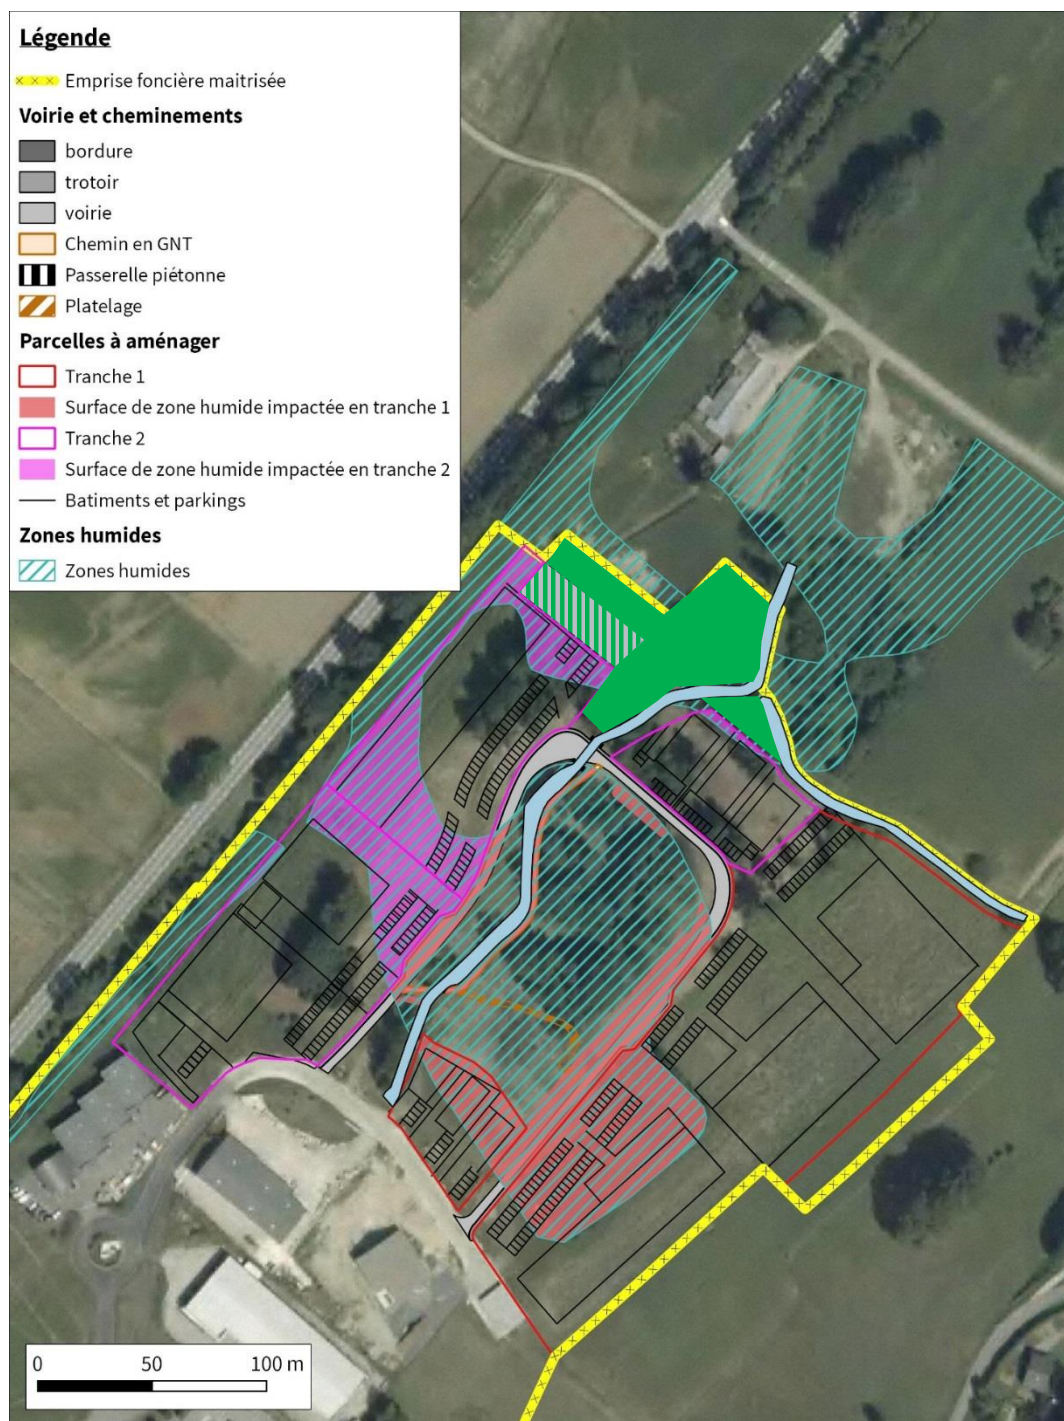 Légende
Emprise foncière maitrisée
Voirie et cheminements
bordure
trotoir
voirie
Chemin en GNT
Passerelle piétonne
Platelage
Parcelles à aménager
Tranche 1
Surface de zone humide impactée en tranche 1
Tranche 2
Surface de zone humide impactée en tranche 2
Batiments et parkings
Zones humides
Zones humides
0 50 100 m